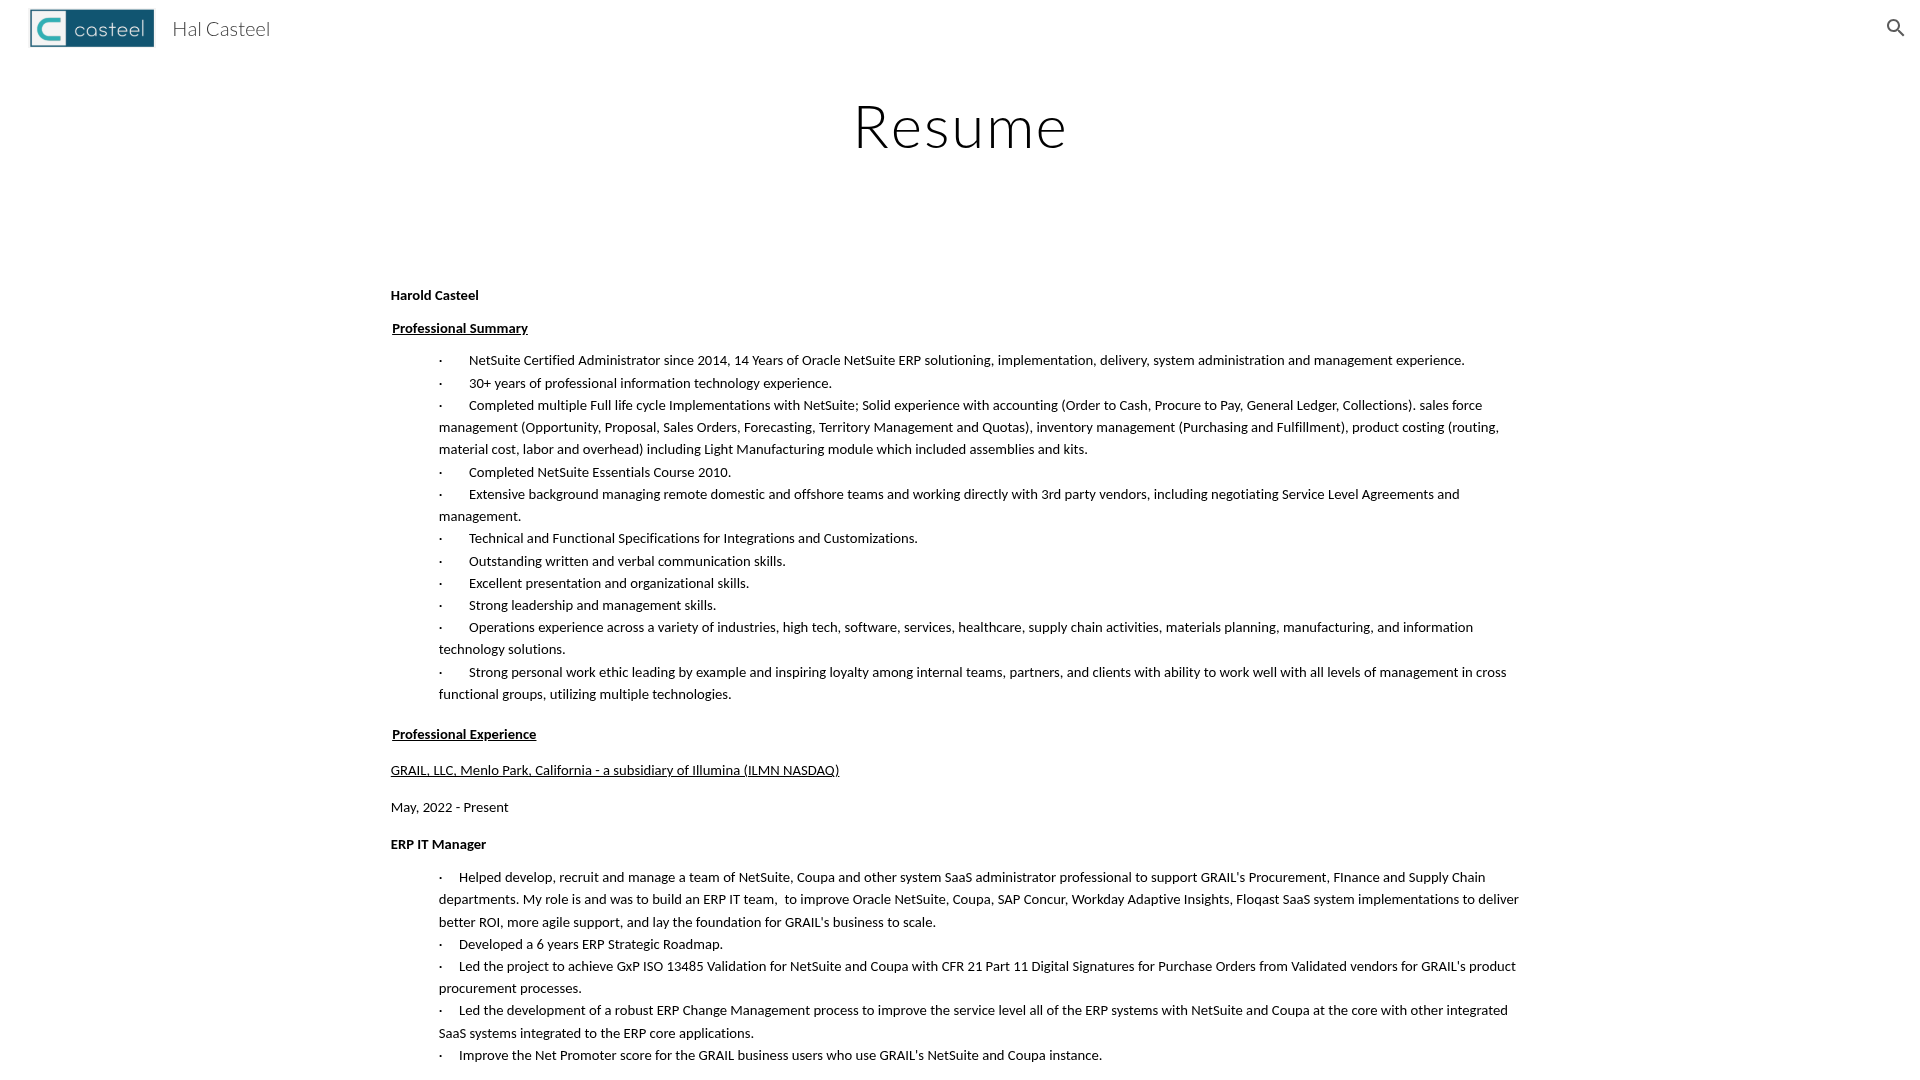 casteel
Hal Casteel
Resume
Harold Casteel
Professional Summary
· NetSuite Certified Administrator since 2014, 14 Years of Oracle NetSuite ERP solutioning, implementation, delivery, system administration and management experience.
· 30+ years of professional information technology experience.
· Completed multiple Full life cycle Implementations with NetSuite; Solid experience with accounting (Order to Cash, Procure to Pay, General Ledger, Collections). sales force
management (Opportunity, Proposal, Sales Orders, Forecasting, Territory Management and Quotas), inventory management (Purchasing and Fulfillment), product costing (routing,
material cost, labor and overhead) including Light Manufacturing module which included assemblies and kits.
· Completed NetSuite Essentials Course 2010.
· Extensive background managing remote domestic and offshore teams and working directly with 3rd party vendors, including negotiating Service Level Agreements and
management.
· Technical and Functional Specifications for Integrations and Customizations.
· Outstanding written and verbal communication skills.
· Excellent presentation and organizational skills.
· Strong leadership and management skills.
· Operations experience across a variety of industries, high tech, software, services, healthcare, supply chain activities, materials planning, manufacturing, and information
technology solutions.
· Strong personal work ethic leading by example and inspiring loyalty among internal teams, partners, and clients with ability to work well with all levels of management in cross
functional groups, utilizing multiple technologies.
Professional Experience
GRAIL, LLC, Menlo Park, California - a subsidiary of Illumina (ILMN NASDAQ)
May, 2022 - Present
ERP IT Manager
· Helped develop, recruit and manage a team of NetSuite, Coupa and other system SaaS administrator professional to support GRAIL's Procurement, FInance and Supply Chain
departments. My role is and was to build an ERP IT team,  to improve Oracle NetSuite, Coupa, SAP Concur, Workday Adaptive Insights, Floqast SaaS system implementations to deliver
better ROI, more agile support, and lay the foundation for GRAIL's business to scale.
· Developed a 6 years ERP Strategic Roadmap.
· Led the project to achieve GxP ISO 13485 Validation for NetSuite and Coupa with CFR 21 Part 11 Digital Signatures for Purchase Orders from Validated vendors for GRAIL's product
procurement processes.
· Led the development of a robust ERP Change Management process to improve the service level all of the ERP systems with NetSuite and Coupa at the core with other integrated
SaaS systems integrated to the ERP core applications.
· Improve the Net Promoter score for the GRAIL business users who use GRAIL's NetSuite and Coupa instance.